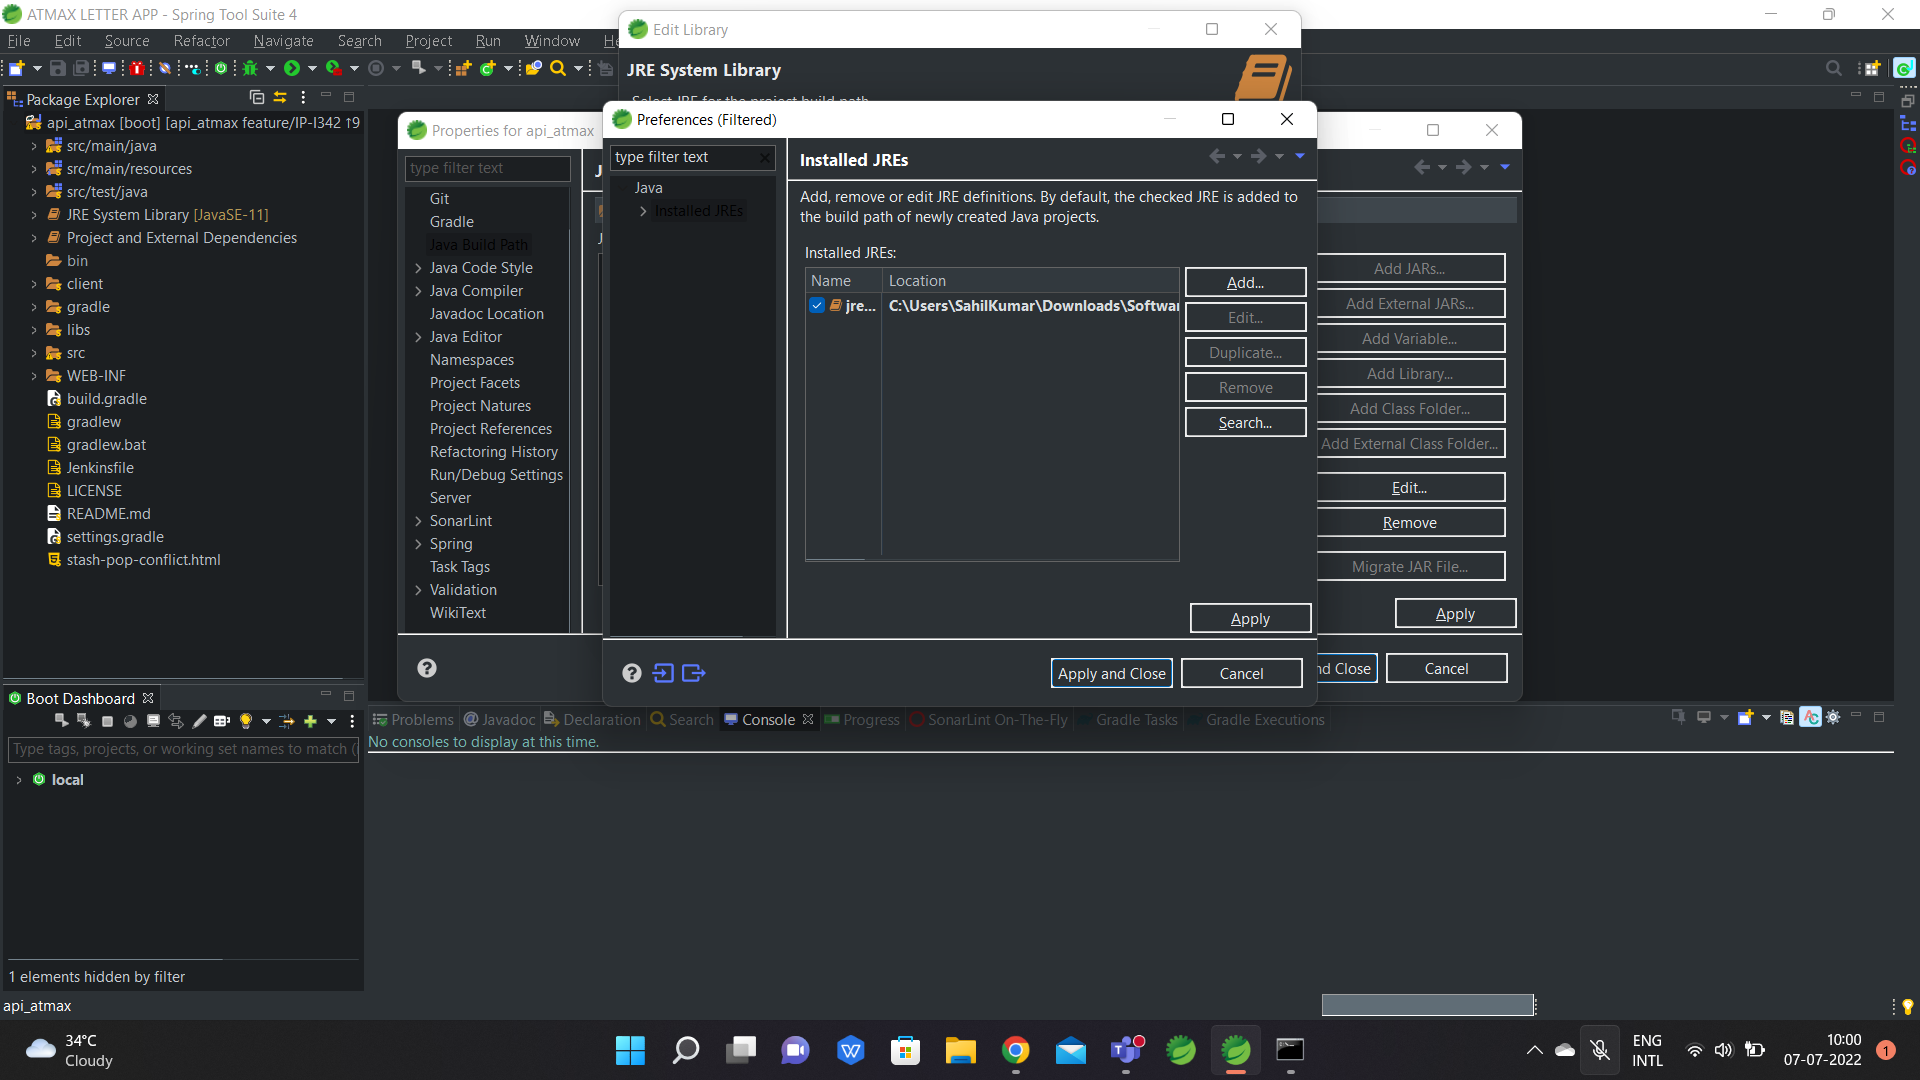 ATMAX LETTER APP - Spring Tool Suite 4
File Edit Source Refactor Navigate Search Project Run Window He
Package Explorer
api_atmax [boot] [api_atmax feature/IP-I342 ↑9
src/main/java
src/main/resources
src/test/java
JRE System Library [JavaSE-11]
Project and External Dependencies
bin
client
gradle
libs
src
WEB-INF
build.gradle
gradlew
gradlew.bat
Jenkinsfile
LICENSE
README.md
settings.gradle
stash-pop-conflict.html
Boot Dashboard
Type tags, projects, or working set names to match (i
local
1 elements hidden by filter
api_atmax
Edit Library
JRE System Library
Select JRE for the project build path
Properties for api_atmax
type filter text
Git
Gradle
Java Build Path
Java Code Style
Java Compiler
Javadoc Location
Java Editor
Namespaces
Project Facets
Project Natures
Project References
Refactoring History
Run/Debug Settings
Server
SonarLint
Spring
Task Tags
Validation
WikiText
Preferences (Filtered)
type filter text
Java
Installed JREs
Installed JREs
Add, remove or edit JRE definitions. By default, the checked JRE is added to
the build path of newly created Java projects.
Installed JREs:
Name Location
jre... C:\Users\SahilKumar\Downloads\Softwar
Add...
Edit...
Duplicate...
Remove
Search...
Apply
Apply and Close Cancel
Add JARs...
Add External JARs...
Add Variable...
Add Library...
Add Class Folder...
Add External Class Folder...
Edit...
Remove
Migrate JAR File...
Apply
nd Close Cancel
Problems Javadoc Declaration Search Console Progress SonarLint On-The-Fly Gradle Tasks Gradle Executions
No consoles to display at this time.
34°C
Cloudy
ENG
INTL
10:00
07-07-2022
1